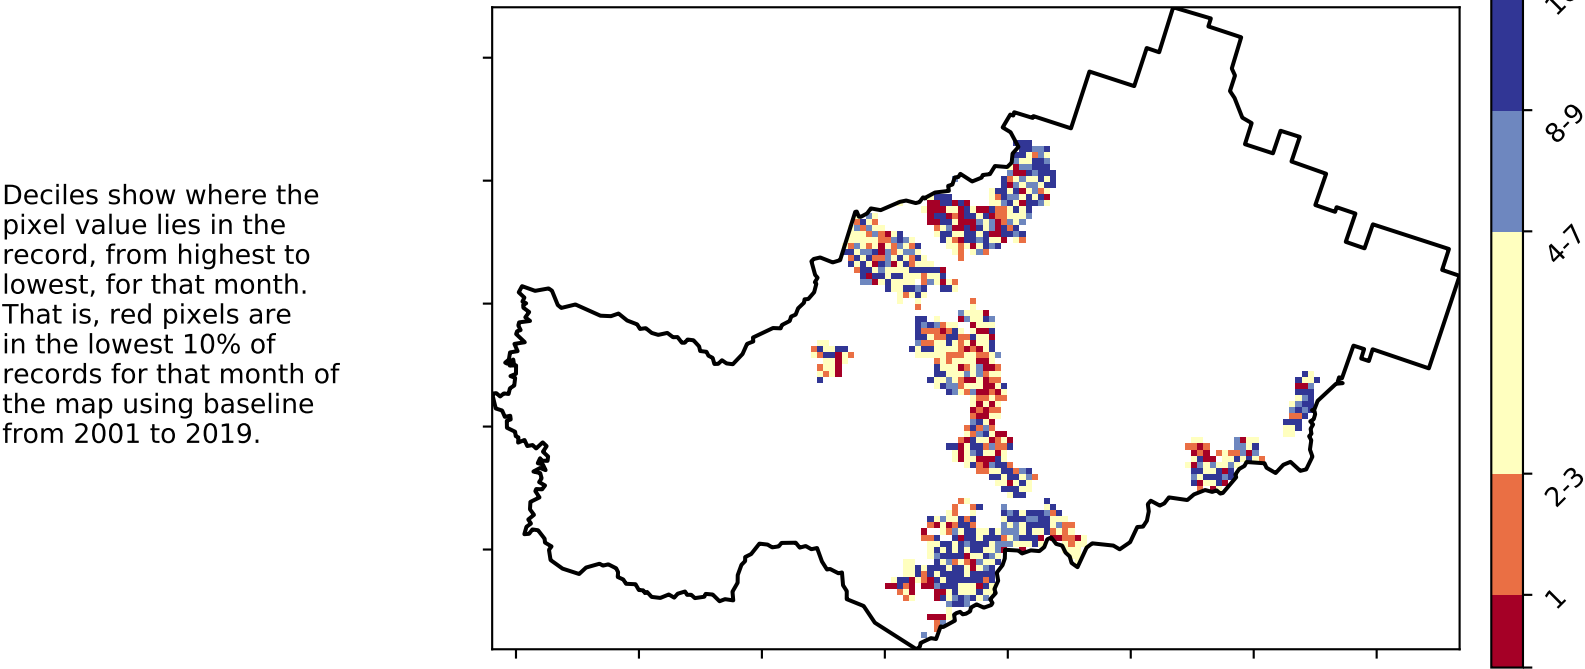 Deciles show where the
pixel value lies in the
record, from highest to
lowest, for that month.
That is, red pixels are
in the lowest 10% of
records for that month of
the map using baseline
from 2001 to 2019.
8-9
4-7
2-3
1